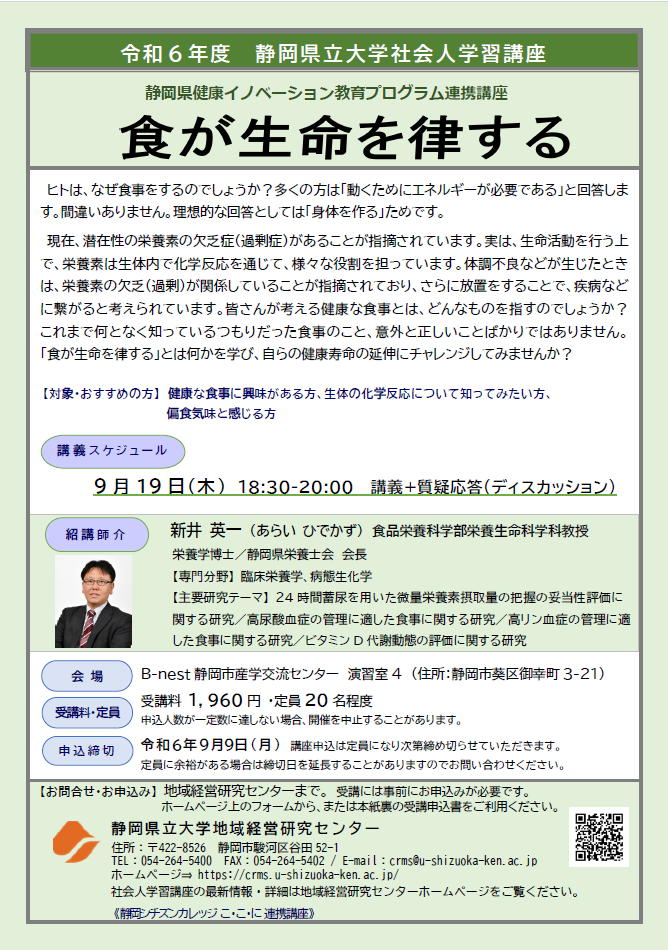 令和６年度　静岡県立大学社会人学習講座
静岡県健康イノベーション教育プログラム連携講座
食が生命を律する
ヒトは、なぜ食事をするのでしょうか？多くの方は「動くためにエネルギーが必要である」と回答しま
す。間違いありません。理想的な回答としては「身体を作る」ためです。
現在、潜在性の栄養素の欠乏症（過剰症）があることが指摘されています。実は、生命活動を行う上
で、栄養素は生体内で化学反応を通じて、様々な役割を担っています。体調不良などが生じたとき
は、栄養素の欠乏（過剰）が関係していることが指摘されており、さらに放置をすることで、疾病など
に繋がると考えられています。皆さんが考える健康な食事とは、どんなものを指すのでしょうか？
これまで何となく知っているつもりだった食事のこと、意外と正しいことばかりではありません。
「食が生命を律する」とは何かを学び、自らの健康寿命の延伸にチャレンジしてみませんか？
【対象・おすすめの方】 健康な食事に興味がある方、生体の化学反応について知ってみたい方、
偏食気味と感じる方
講義スケジュール
９月１９日（木） 18:30-20:00　講義＋質疑応答（ディスカッション）
紹講師介
新井 英一 （あらい ひでかず） 食品栄養科学部栄養生命科学科教授
栄養学博士／静岡県栄養士会 会長
【専門分野】 臨床栄養学、病態生化学
【主要研究テーマ】 24 時間蓄尿を用いた微量栄養素摂取量の把握の妥当性評価に
関する研究／高尿酸血症の管理に適した食事に関する研究／高リン血症の管理に適
した食事に関する研究／ビタミン D 代謝動態の評価に関する研究
会 場
B-nest 静岡市産学交流センター 演習室 4 （住所：静岡市葵区御幸町 3-21）
受講料・定員
受講料 1,960 円 ・定員 20 名程度
申込人数が一定数に達しない場合、開催を中止することがあります。
申込締切
令和６年９月９日（月） 講座申込は定員になり次第締め切らせていただきます。
定員に余裕がある場合は締切日を延長することがありますのでお問い合わせください。
【お問合せ・お申込み】 地域経営研究センターまで。 受講には事前にお申込みが必要です。
ホームページ上のフォームから、または本紙裏の受講申込書をご利用ください。
静岡県立大学地域経営研究センター
住所：〒422-8526　静岡市駿河区谷田 52-1
TEL：054-264-5400　FAX：054-264-5402 / E-mail：crms@u-shizuoka-ken.ac.jp
ホームページ⇒ https://crms.u-shizuoka-ken.ac.jp/
社会人学習講座の最新情報・詳細は地域経営研究センターホームページをご覧ください。
《静岡シチズンカレッジ こ・こ・に 連携講座》